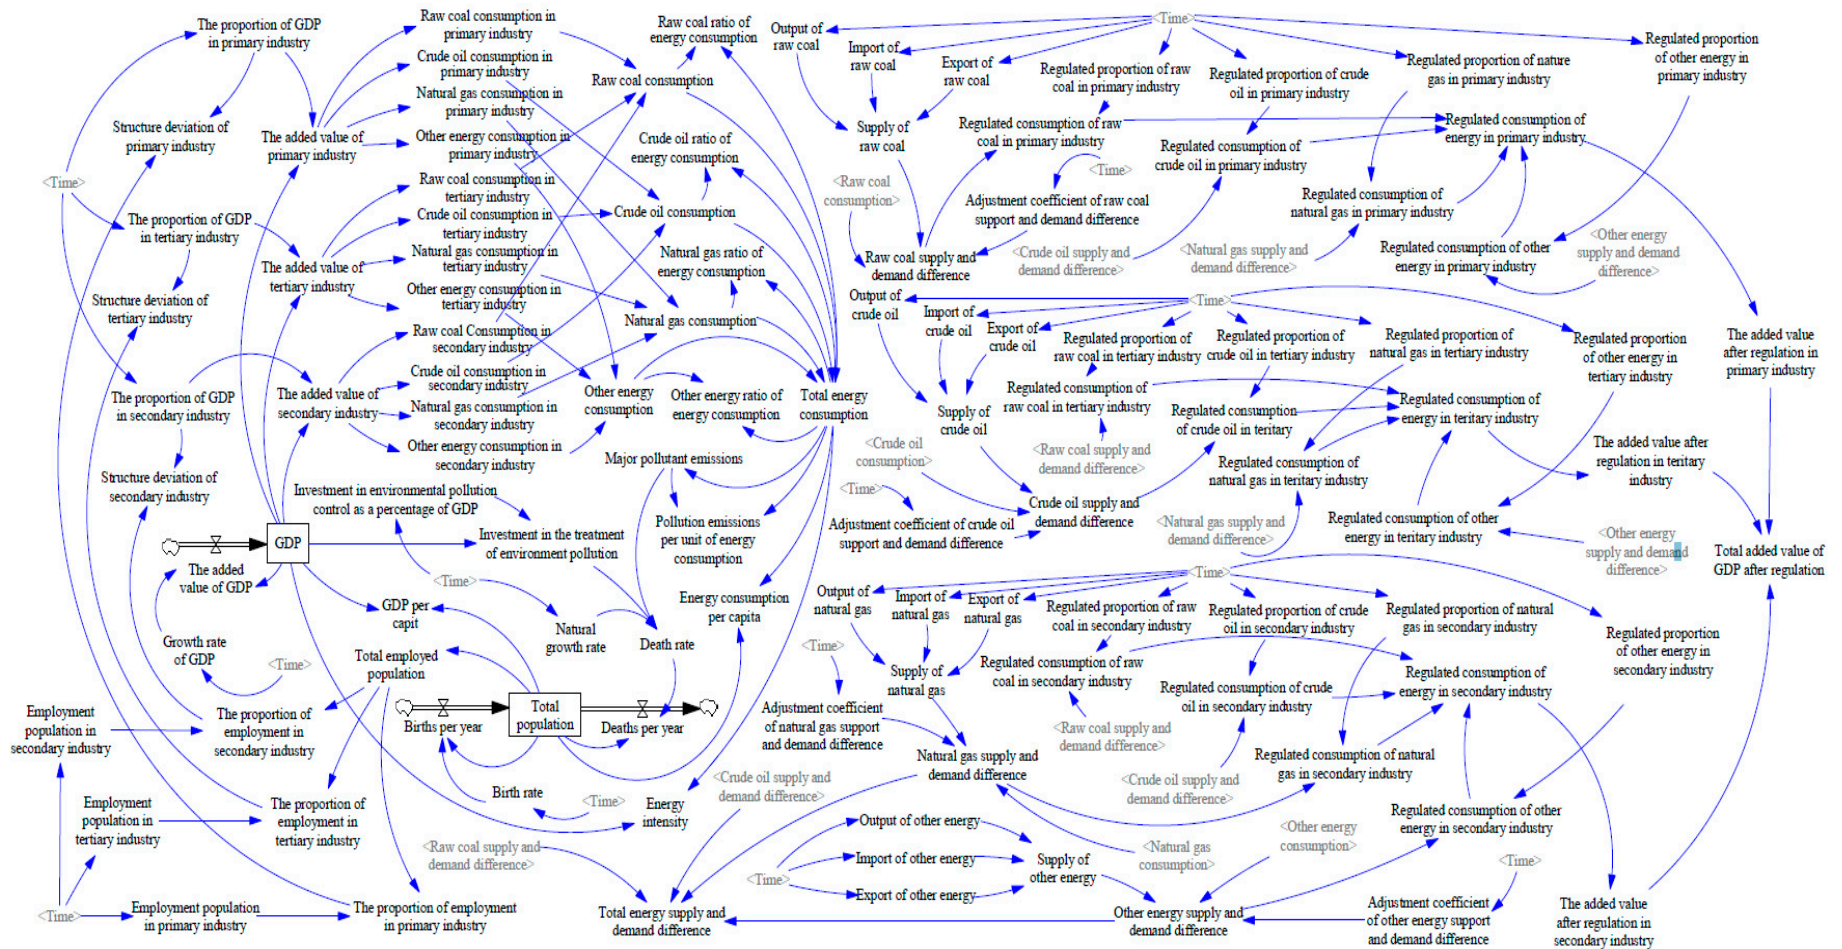 The proportion of GDP
in primary industry
Structure deviation of
primary industry
<Time>
The proportion of GDP
in tertiary industry
Structure deviation of
tertiary industry
The proportion of GDP
in secondary industry
Structure deviation of
secondary industry
The added value of
primary industry
The added value of
tertiary industry
The added value of
secondary industry
Raw coal consumption in
primary industry
Crude oil consumption in
primary industry
Natural gas consumption in
primary industry
Other energy consumption in
primary industry
Raw coal consumption in
tertiary industry
Crude oil consumption in
tertiary industry
Natural gas consumption in
tertiary industry
Other energy consumption in
tertiary industry
Raw coal Consumption in
secondary industry
Crude oil consumption in
secondary industry
Natural gas consumption in
secondary industry
Other energy consumption in
secondary industry
Raw coal ratio of
energy consumption
Raw coal consumption
Crude oil ratio of
energy consumption
Crude oil consumption
Natural gas ratio of
energy consumption
Natural gas consumption
Other energy
consumption
Other energy ratio of
energy consumption
Total energy
consumption
Major pollutant emissions
Pollution emissions
per unit of energy
consumption
Energy consumption
per capita
Investment in environmental pollution
control as a percentage of GDP
Investment in the treatment
of environment pollution
GDP
The added
value of GDP
Growth rate
of GDP
<Time>
<Time>
GDP per
capit
Natural
growth rate
Death rate
Total employed
population
Total
population
Births per year
Deaths per year
Birth rate
<Time>
Energy
intensity
Employment
population in
secondary industry
The proportion of
employment in
secondary industry
Employment
population in
tertiary industry
The proportion of
employment in
tertiary industry
<Time>
Employment population
in primary industry
The proportion of employment
in primary industry
<Raw coal supply and
demand difference>
<Crude oil supply and
demand difference>
Total energy supply and
demand difference
<Time>
Output of
raw coal
Import of
raw coal
Export of
raw coal
Supply of
raw coal
<Raw coal
consumption>
Raw coal supply and
demand difference
Regulated proportion of raw
coal in primary industry
Regulated consumption of raw
coal in primary industry
<Time>
Adjustment coefficient of raw coal
support and demand difference
Regulated proportion of crude
oil in primary industry
Regulated consumption of
crude oil in primary industry
<Crude oil supply and
demand difference>
Regulated proportion of nature
gas in primary industry
Regulated consumption of
energy in primary industry
Regulated consumption of
natural gas in primary industry
<Natural gas supply and
demand difference>
Regulated proportion
of other energy in
primary industry
Regulated consumption of other
energy in primary industry
<Other energy
supply and demand
difference>
<Time>
Output of
crude oil
Import of
crude oil
Export of
crude oil
Supply of
crude oil
<Crude oil
consumption>
<Time>
Adjustment coefficient of crude oil
support and demand difference
Crude oil supply and
demand difference
Regulated proportion of
raw coal in tertiary industry
Regulated consumption of
raw coal in tertiary industry
<Raw coal supply and
demand difference>
Regulated proportion of
crude oil in tertiary industry
Regulated consumption
of crude oil in teritary
Regulated proportion of
natural gas in tertiary industry
Regulated consumption of
natural gas in tertiary industry
<Natural gas supply and
demand difference>
Regulated proportion
of other energy in
tertiary industry
Regulated consumption of
energy in teritary industry
Regulated consumption of other
energy in teritary industry
<Other energy
supply and demand
difference>
The added value
after regulation in
primary industry
The added value after
regulation in teritary
industry
Total added value of
GDP after regulation
<Time>
Output of
natural gas
Import of
natural gas
Export of
natural gas
Supply of
natural gas
<Time>
Adjustment coefficient
of natural gas support
and demand difference
Natural gas supply and
demand difference
<Natural gas
consumption>
Regulated proportion of raw
coal in secondary industry
Regulated consumption of raw
coal in secondary industry
<Raw coal supply and
demand difference>
Regulated proportion of crude
oil in secondary industry
Regulated consumption of crude
oil in secondary industry
<Crude oil supply and
demand difference>
Regulated proportion of natural
gas in secondary industry
Regulated consumption of natural
gas in secondary industry
Regulated proportion
of other energy in
secondary industry
Regulated consumption of
energy in secondary industry
Regulated consumption of other
energy in secondary industry
<Other energy
consumption>
<Time>
Output of other energy
Import of other energy
Export of other energy
Supply of
other energy
Other energy supply and
demand difference
<Time>
Adjustment coefficient
of other energy support
and demand difference
The added value
after regulation in
secondary industry